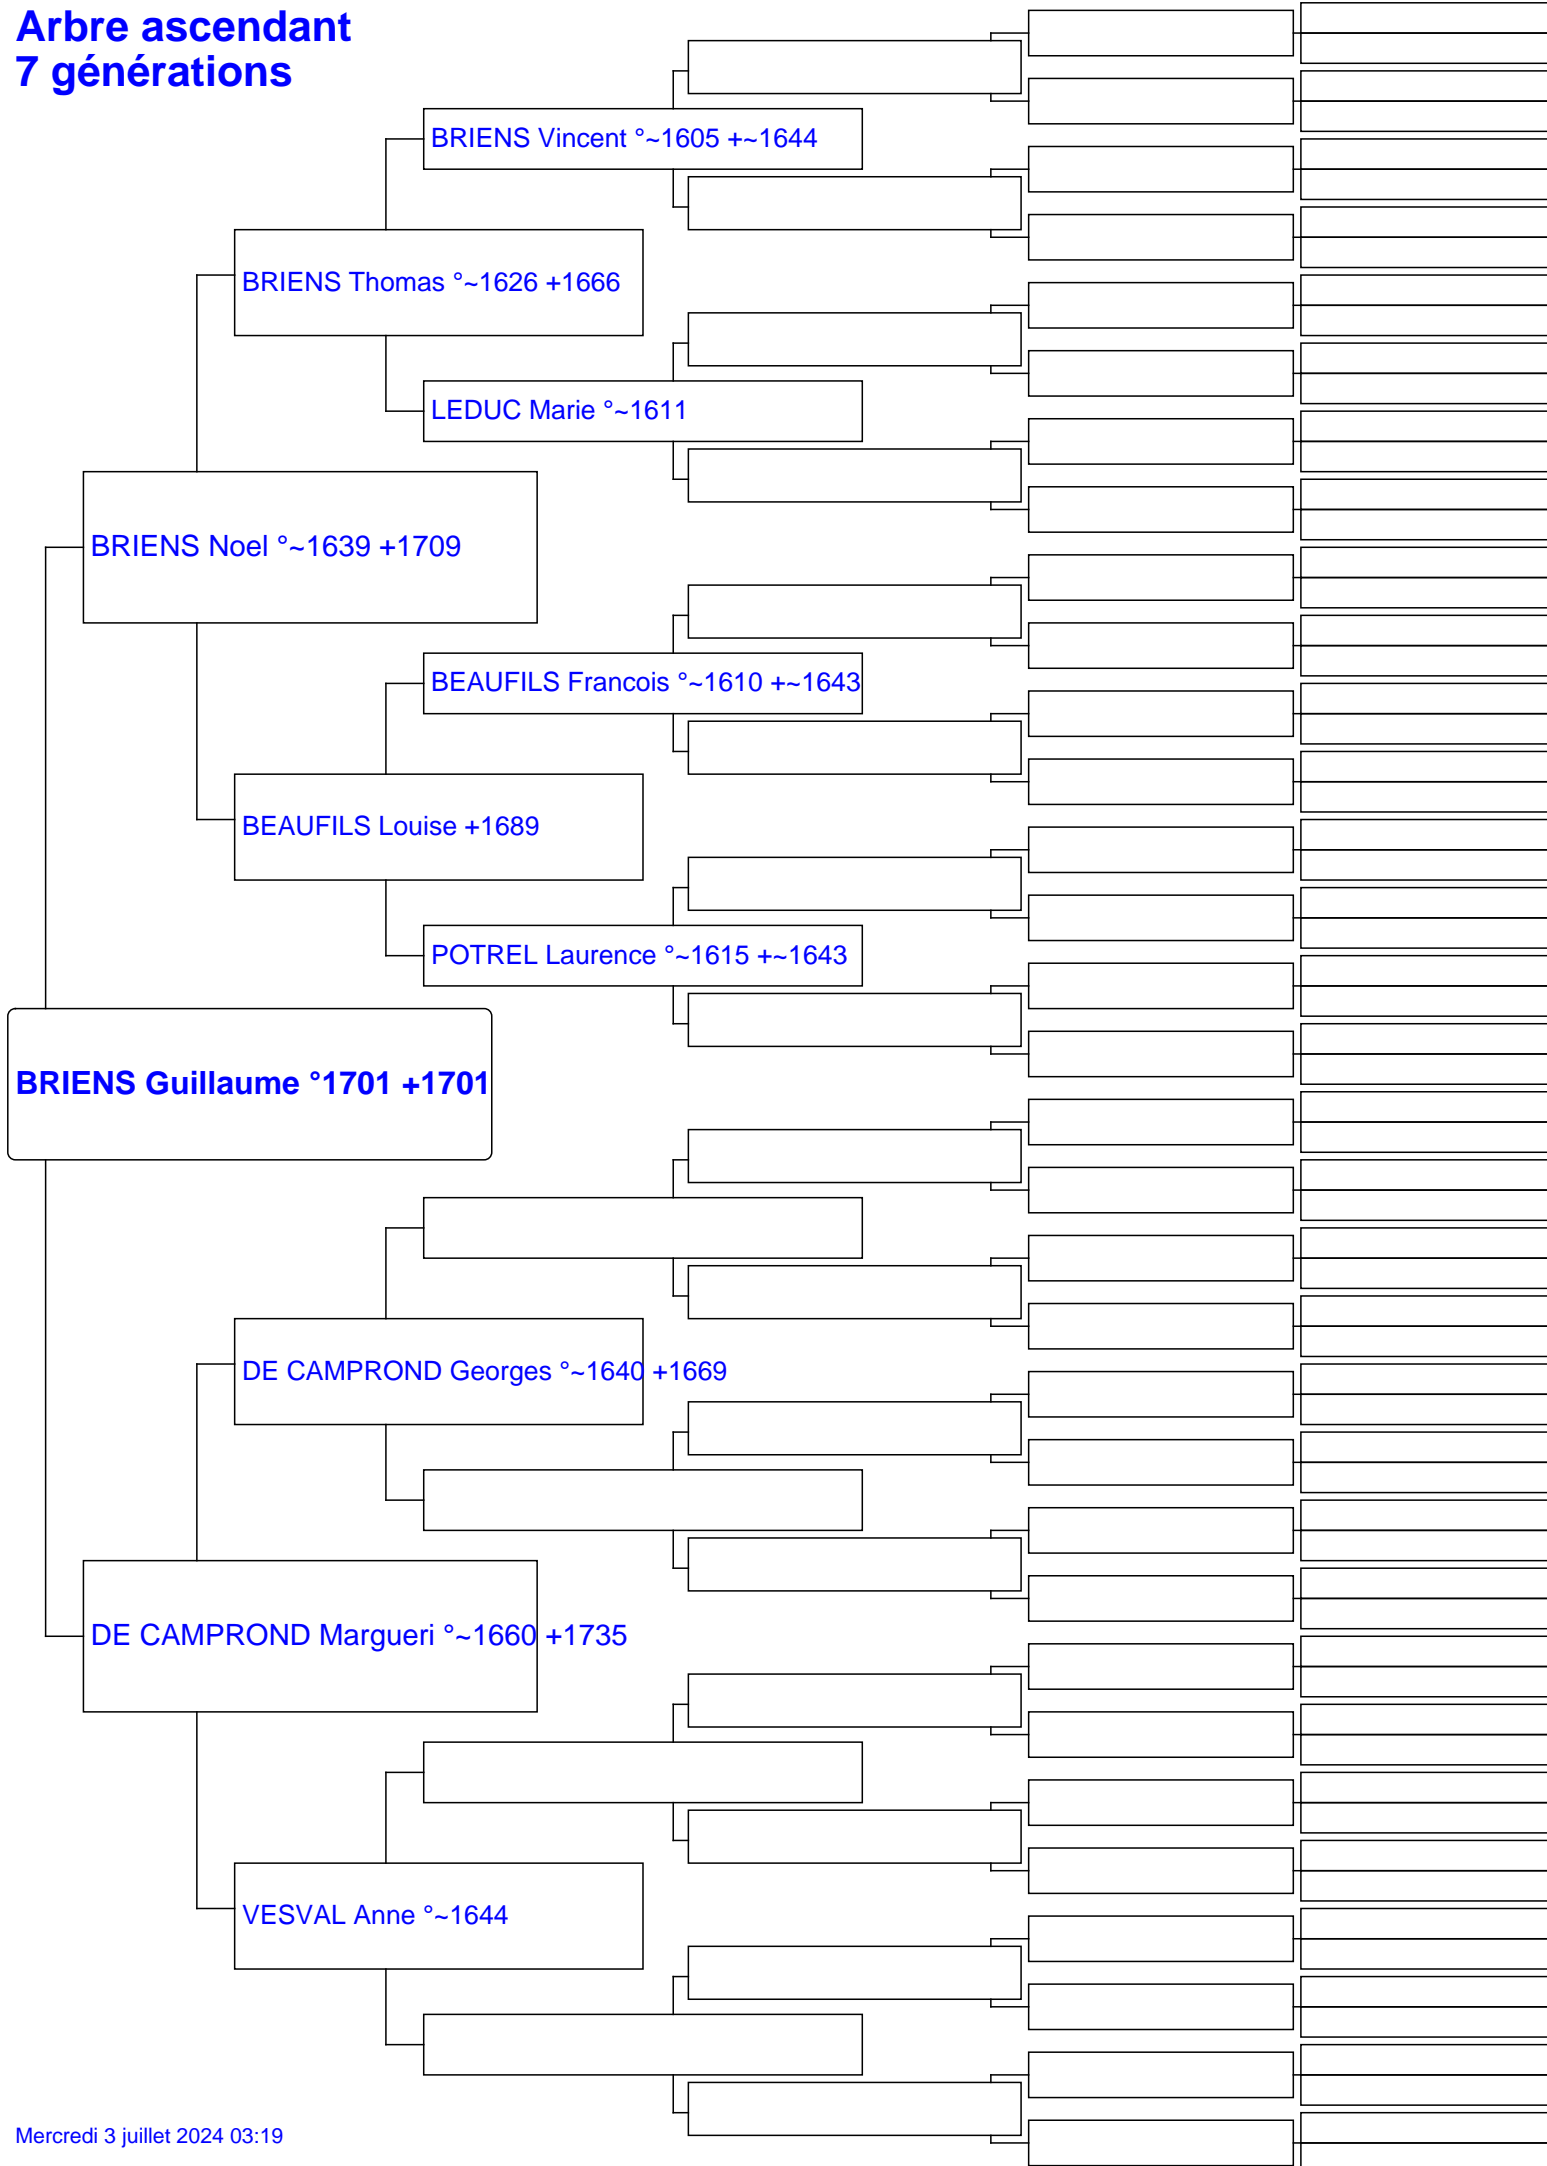 Arbre ascendant
7 générations
BRIENS Vincent °~1605 +~1644
BRIENS Thomas °~1626 +1666
LEDUC Marie °~1611
BRIENS Noel °~1639 +1709
BEAUFILS Francois °~1610 +~1643
BEAUFILS Louise +1689
POTREL Laurence °~1615 +~1643
BRIENS Guillaume °1701 +1701
DE CAMPROND Georges °~1640 +1669
DE CAMPROND Margueri °~1660 +1735
VESVAL Anne °~1644
Mercredi 3 juillet 2024 03:19